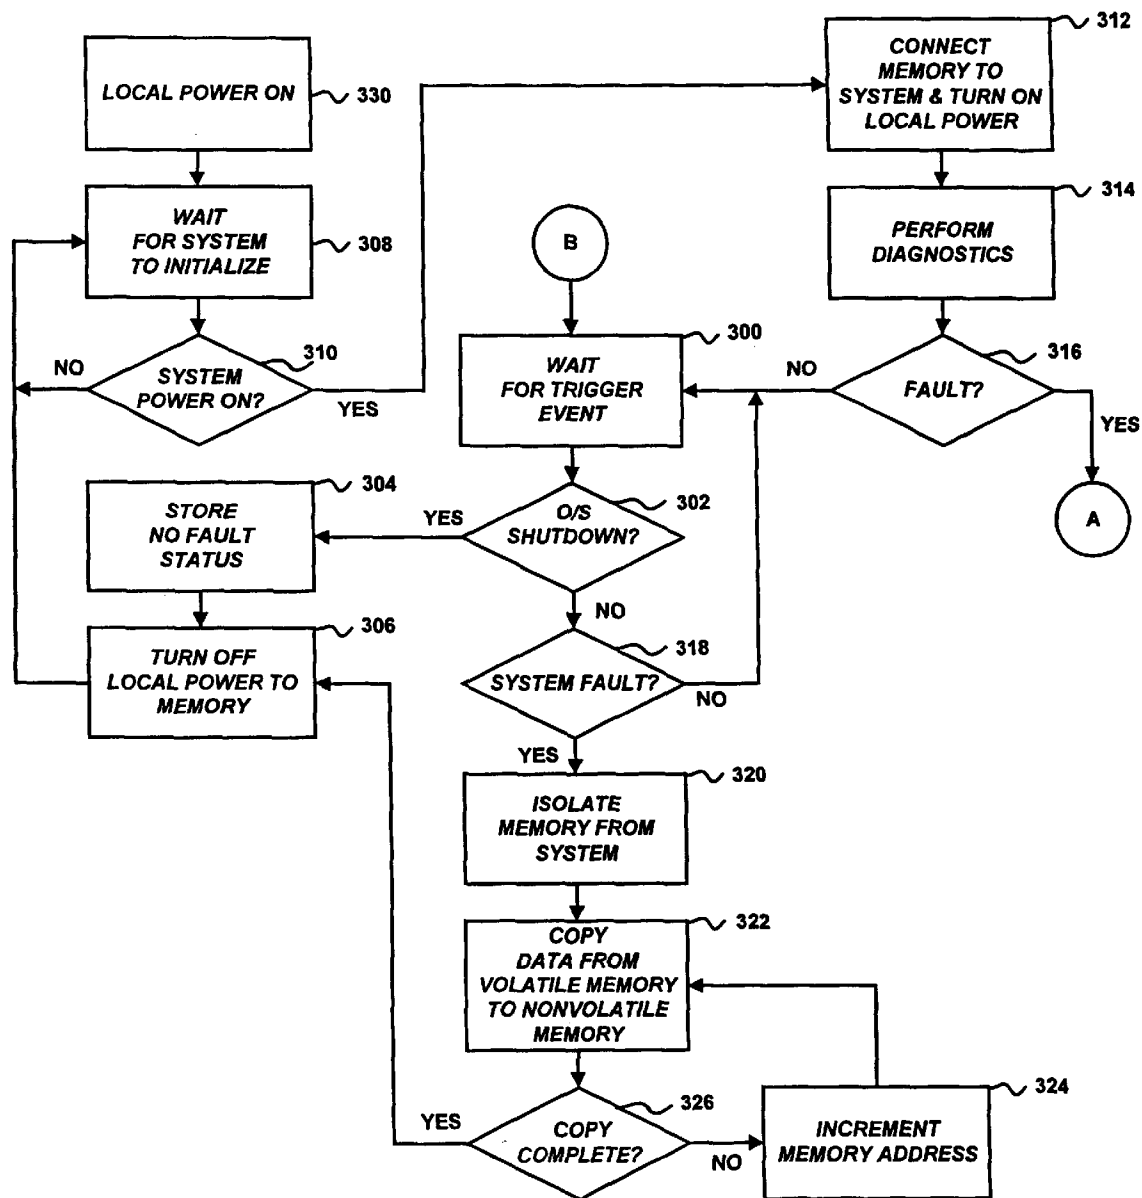 LOCAL POWER ON
330
WAIT
FOR SYSTEM
TO INITIALIZE
308
SYSTEM
POWER ON?
310
NO
YES
CONNECT
MEMORY TO
SYSTEM & TURN ON
LOCAL POWER
312
PERFORM
DIAGNOSTICS
314
FAULT?
316
NO
YES
A
B
WAIT
FOR TRIGGER
EVENT
300
O/S
SHUTDOWN?
302
YES
NO
STORE
NO FAULT
STATUS
304
TURN OFF
LOCAL POWER TO
MEMORY
306
SYSTEM FAULT?
318
NO
YES
ISOLATE
MEMORY FROM
SYSTEM
320
COPY
DATA FROM
VOLATILE MEMORY
TO NONVOLATILE
MEMORY
322
COPY
COMPLETE?
326
YES
NO
INCREMENT
MEMORY ADDRESS
324